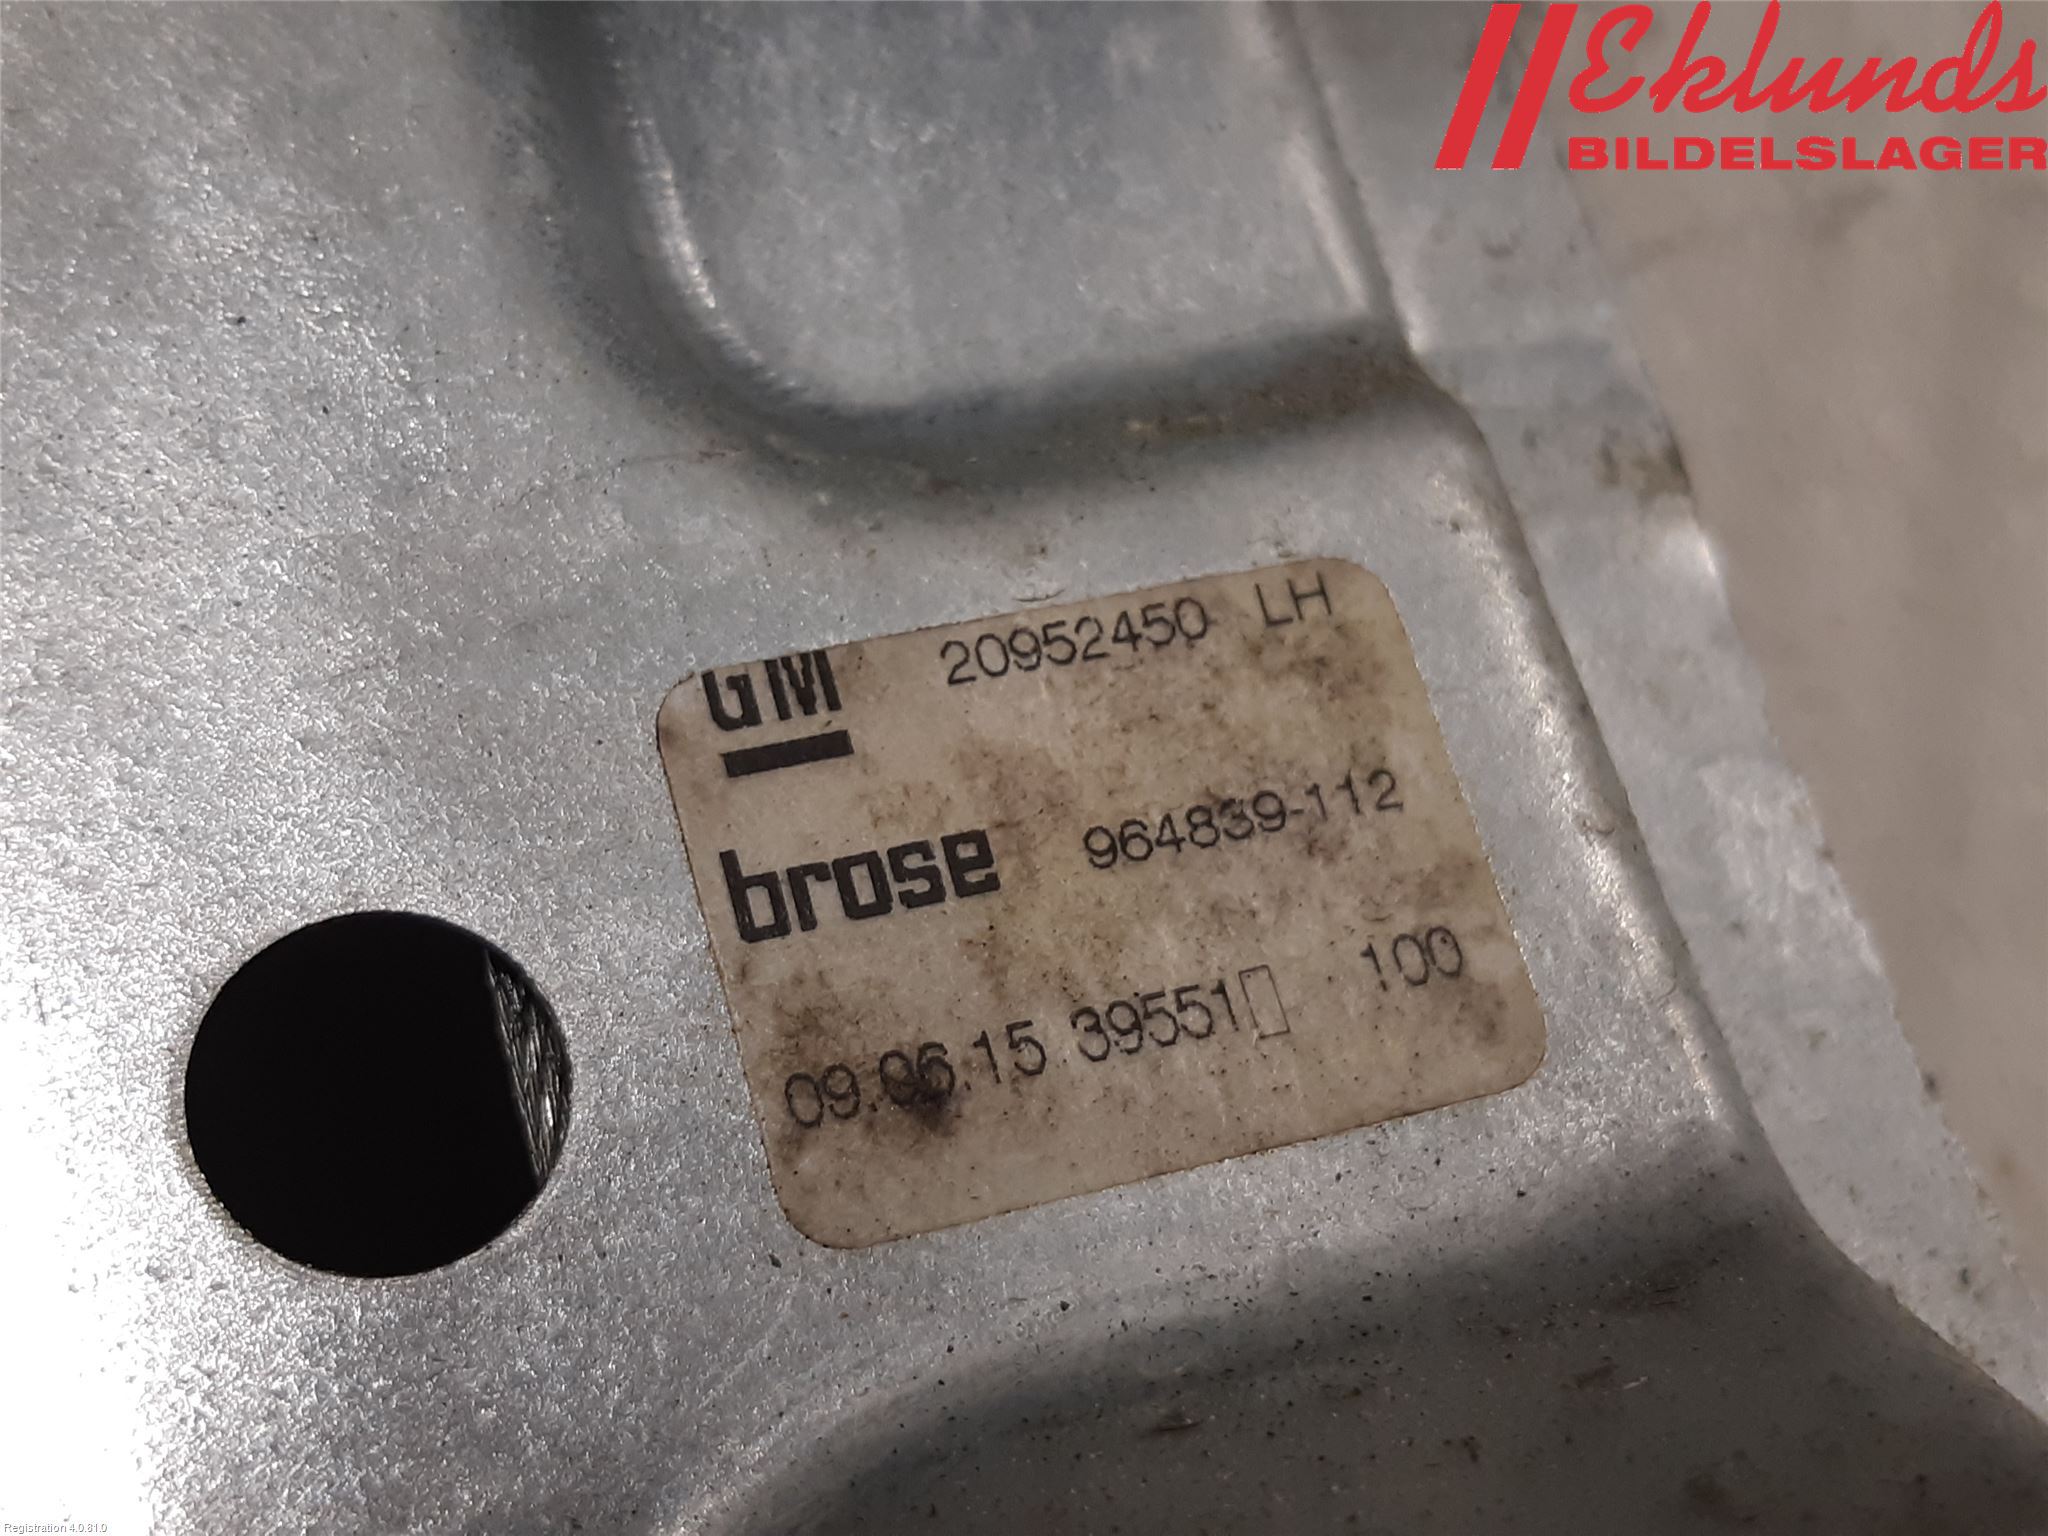 Eklunds
BILDELSLAGER
GM 20952450 LH
brose 964839-112
09.06.15 39551 100
Registration 4.0.81.0